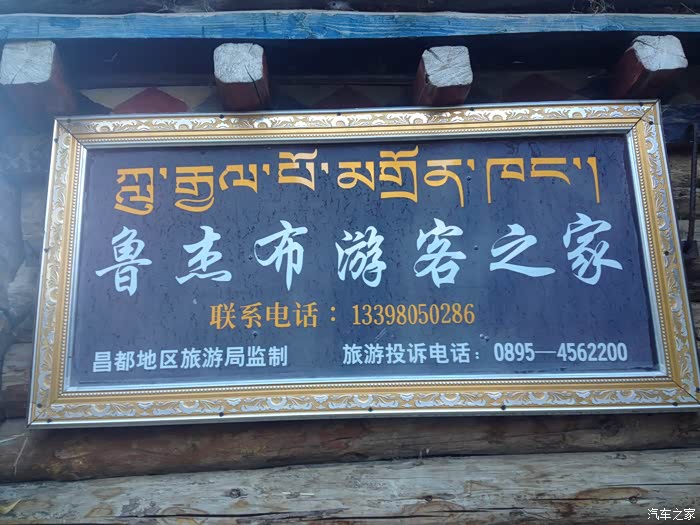 ཀླུ་རྒྱལ་པོ་མགྲོན་ཁང་།
鲁杰布游客之家
联系电话：13398050286
昌都地区旅游局监制 旅游投诉电话：0895—4562200
汽车之家